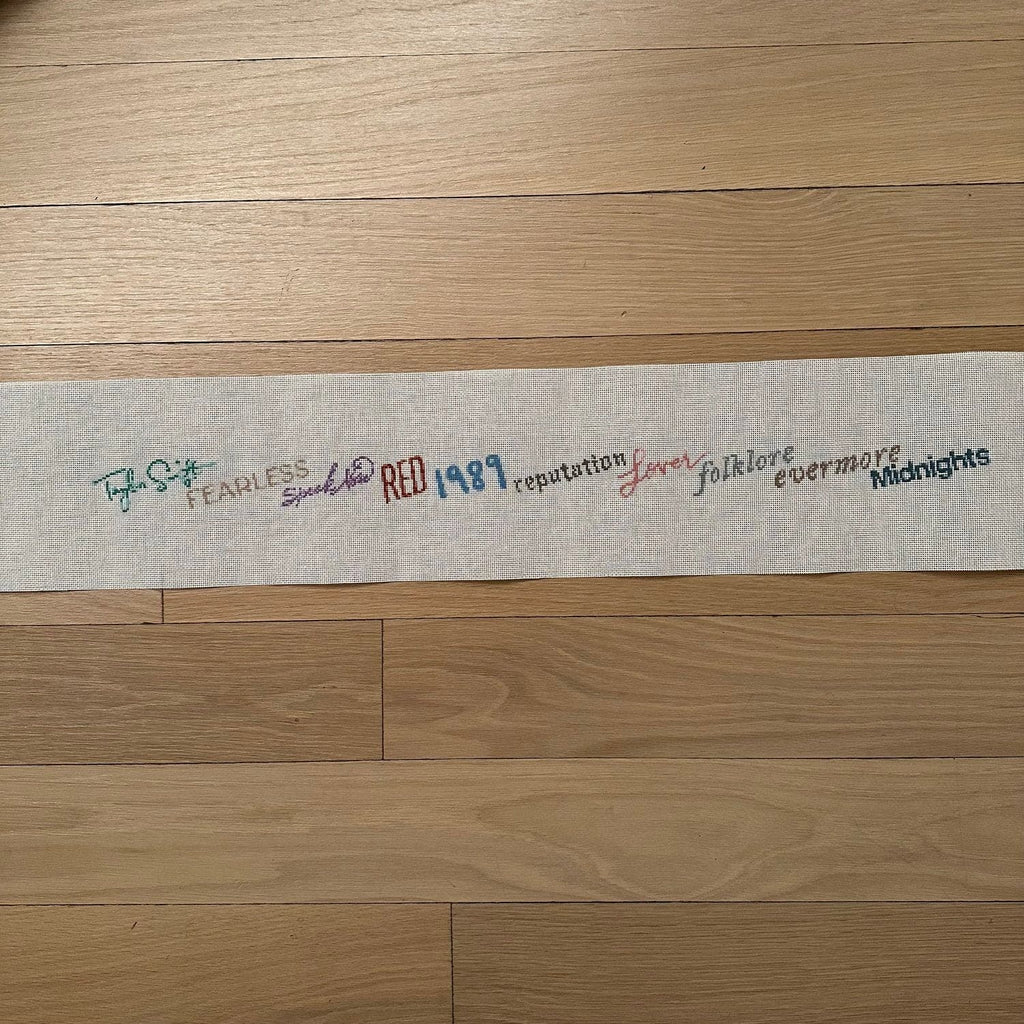 Taylor Swift FEARLESS Speak Now RED 1989 reputation Lover folklore evermore Midnights